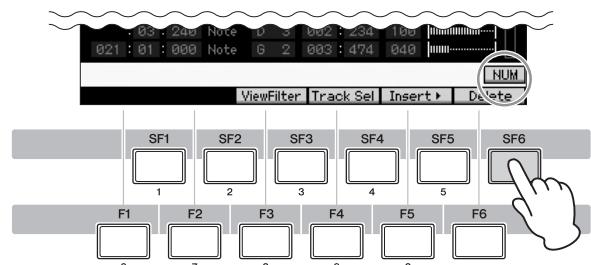 03 : 240 Note D 3 002 : 234 100
021 : 01 : 000 Note G 2 003 : 474 040
NUM
ViewFilter Track Sel Insert ▸ Delete
SF1 SF2 SF3 SF4 SF5 SF6
1 2 3 4 5
F1 F2 F3 F4 F5 F6